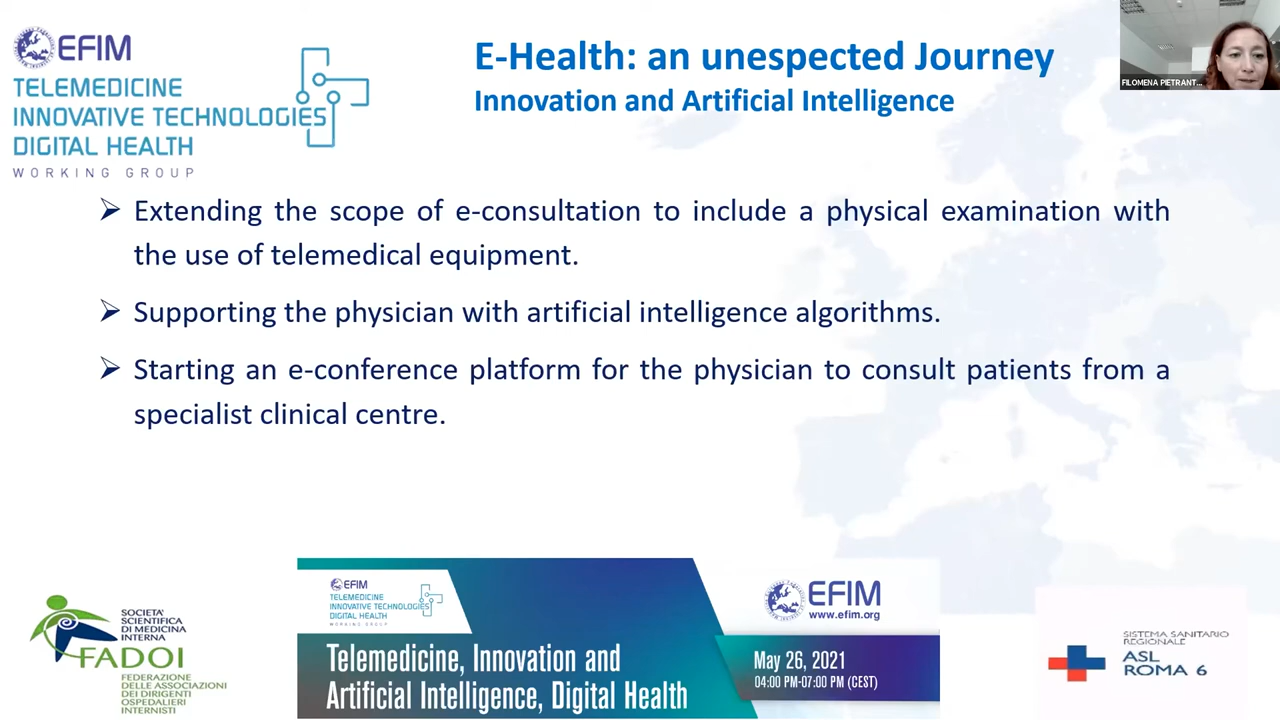 EFIM
TELEMEDICINE
INNOVATIVE TECHNOLOGIES
DIGITAL HEALTH
WORKING GROUP
E-Health: an unespected Journey
Innovation and Artificial Intelligence
FILOMENA PIETRANT...
➢ Extending the scope of e-consultation to include a physical examination with
the use of telemedical equipment.
➢ Supporting the physician with artificial intelligence algorithms.
➢ Starting an e-conference platform for the physician to consult patients from a
specialist clinical centre.
SOCIETA'
SCIENTIFICA
DI MEDICINA
INTERNA
FADOI
FEDERAZIONE
DELLE ASSOCIAZIONI
DEI DIRIGENTI
OSPEDALIERI
INTERNISTI
EFIM
TELEMEDICINE
INNOVATIVE TECHNOLOGIES
DIGITAL HEALTH
WORKING GROUP
Telemedicine, Innovation and
Artificial Intelligence, Digital Health
EFIM
www.efim.org
May 26, 2021
04:00 PM-07:00 PM (CEST)
SISTEMA SANITARIO
REGIONALE
ASL
ROMA 6